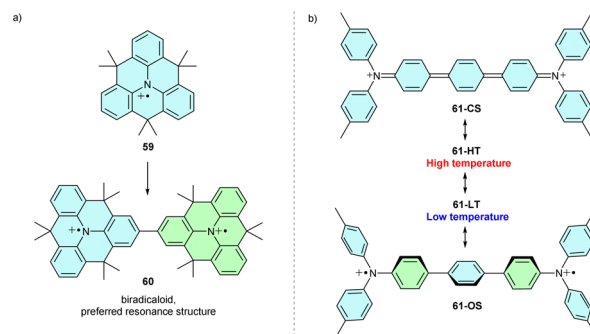 a)
N
+•
59
+•N
N+•
60
biradicaloid,
preferred resonance structure
b)
+N
N+
61-CS
61-HT
High temperature
61-LT
Low temperature
+•N
N+•
61-OS